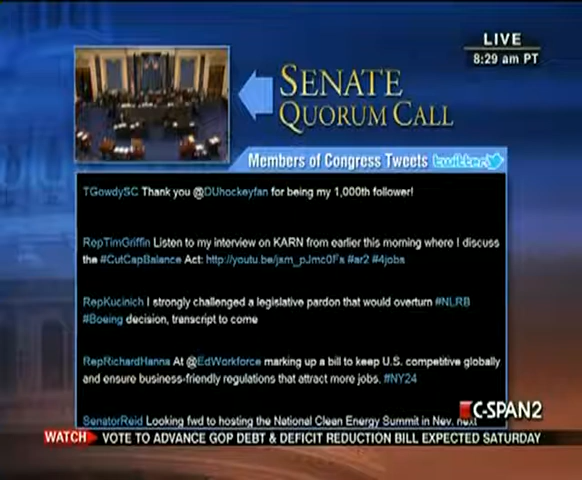 LIVE
8:29 am PT
SENATE
QUORUM CALL
Members of Congress Tweets twitter
TGowdySC Thank you @DUhockeyfan for being my 1,000th follower!
RepTimGriffin Listen to my interview on KARN from earlier this morning where I discuss
the #CutCapBalance Act: http://youtu.be/jsm_pJmc0Fs #ar2 #4jobs
RepKucinich I strongly challenged a legislative pardon that would overturn #NLRB
#Boeing decision, transcript to come
RepRichardHanna At @EdWorkforce marking up a bill to keep U.S. competitive globally
and ensure business-friendly regulations that attract more jobs. #NY24
SenatorReid Looking fwd to hosting the National Clean Energy Summit in Nev. next
C-SPAN2
WATCH VOTE TO ADVANCE GOP DEBT & DEFICIT REDUCTION BILL EXPECTED SATURDAY